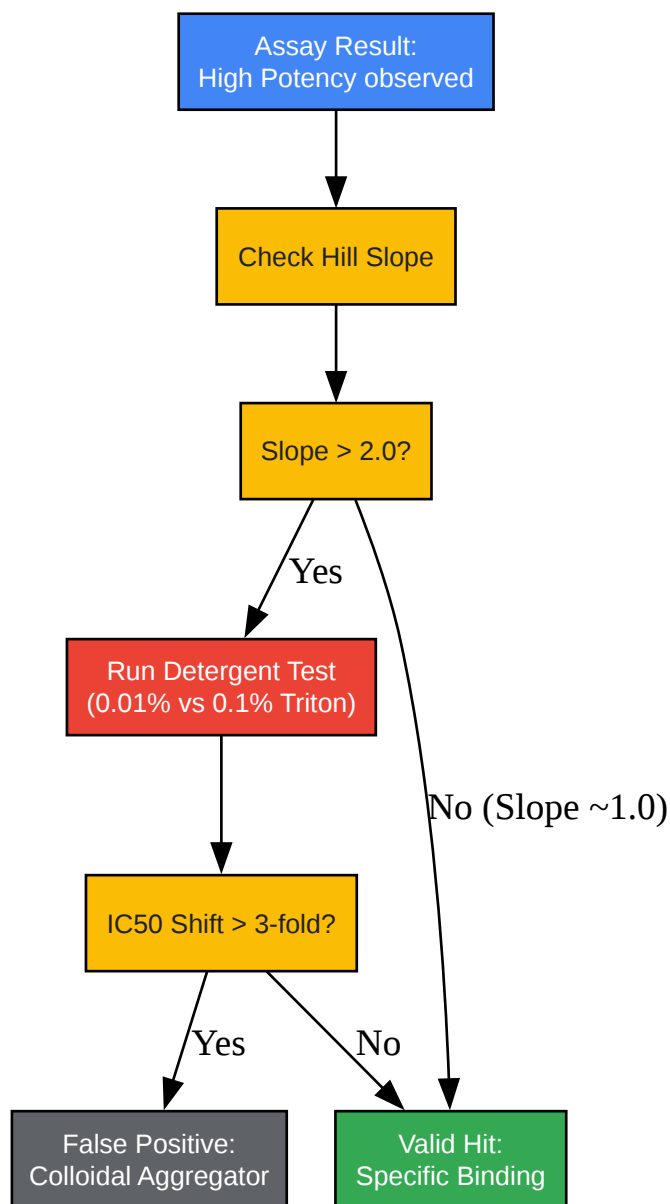 Assay Result:
High Potency observed
Check Hill Slope
Slope > 2.0?
Yes
Run Detergent Test
(0.01% vs 0.1% Triton)
No (Slope ~1.0)
IC50 Shift > 3-fold?
Yes
No
False Positive:
Colloidal Aggregator
Valid Hit:
Specific Binding